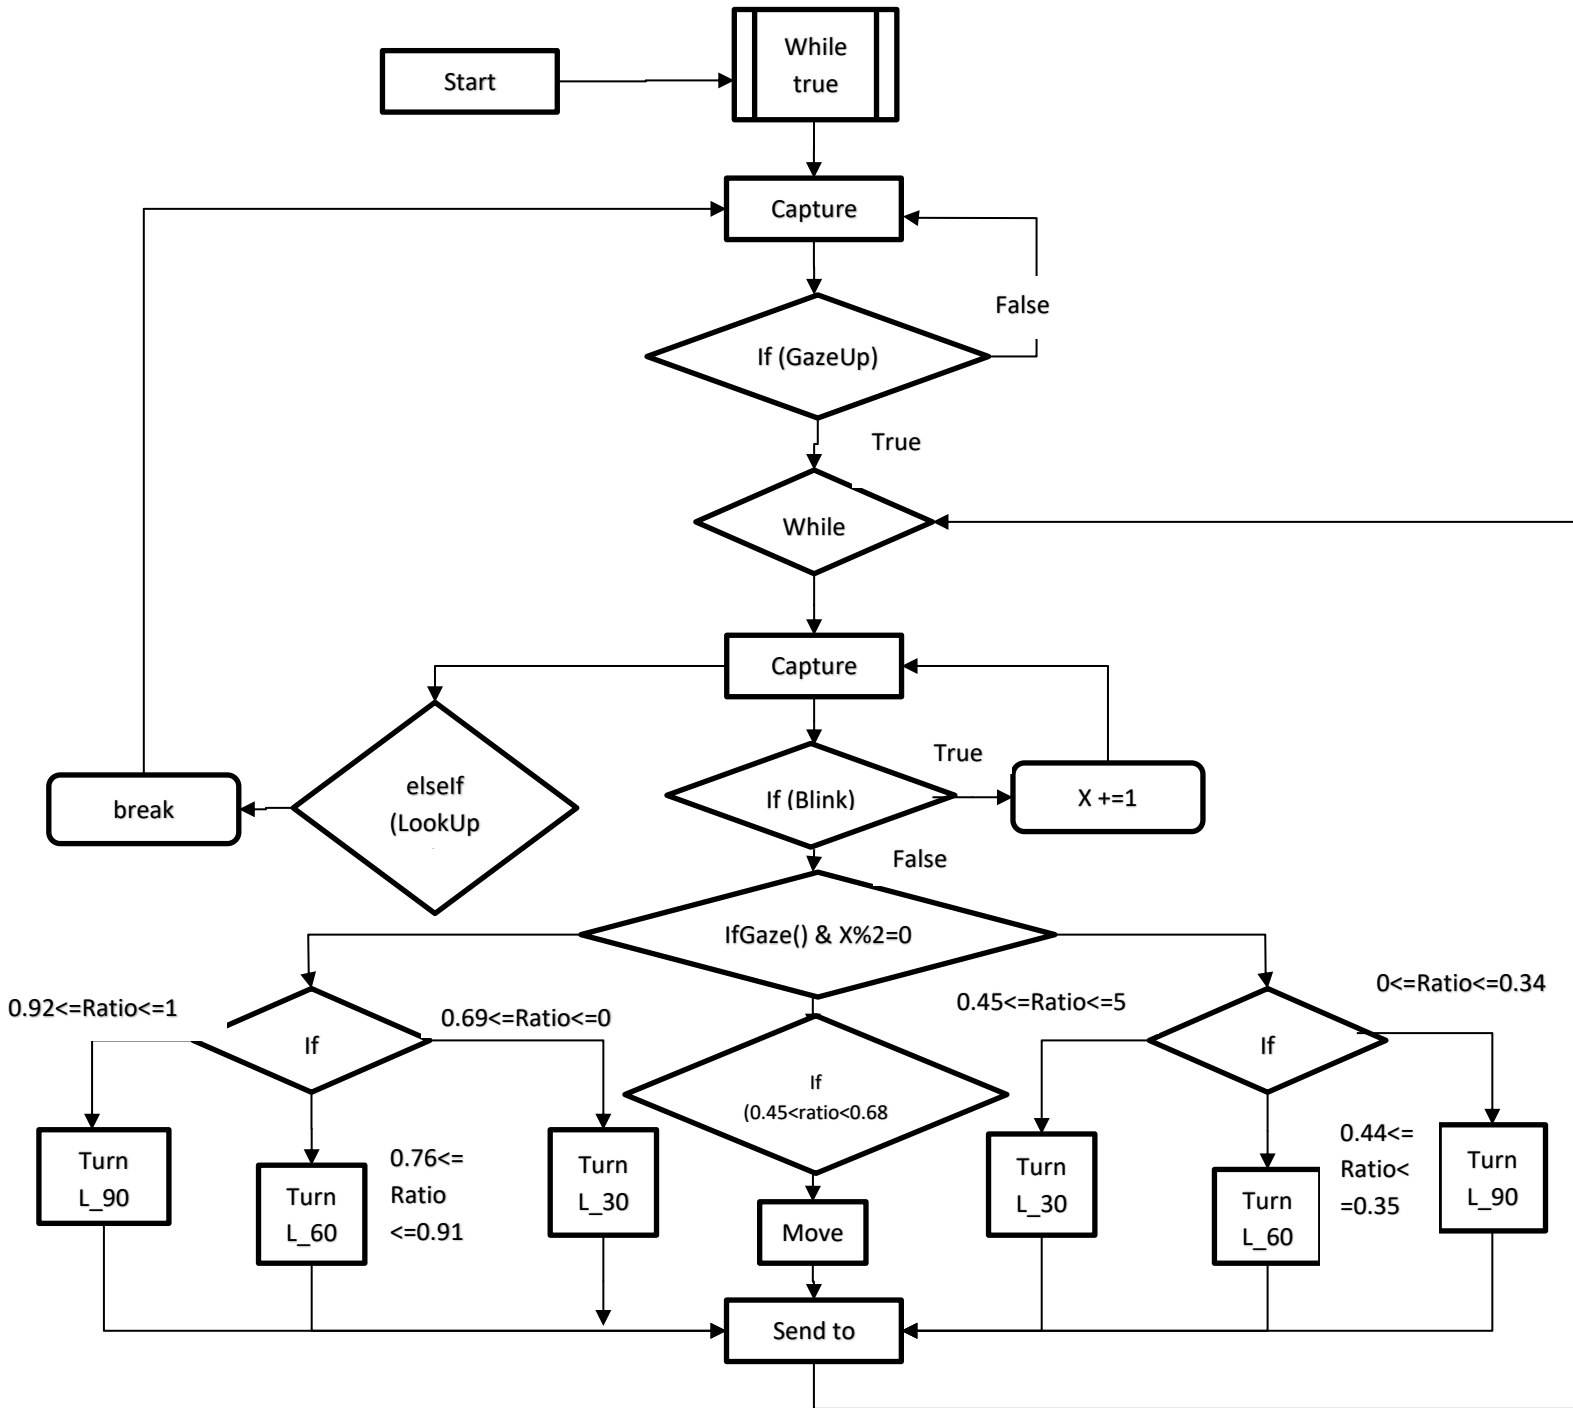 While
true
Start
Capture
False
If (GazeUp)
True
While
Capture
True
elseIf
(LookUp
break
If (Blink)
X +=1
False
IfGaze() & X%2=0
0.92<=Ratio<=1
0.69<=Ratio<=0
0.45<=Ratio<=5
0<=Ratio<=0.34
If
If
(0.45<ratio<0.68
If
Turn
L_90
Turn
L_60
0.76<=
Ratio
<=0.91
Turn
L_30
Move
Turn
L_30
Turn
L_60
0.44<=
Ratio<
=0.35
Turn
L_90
Send to